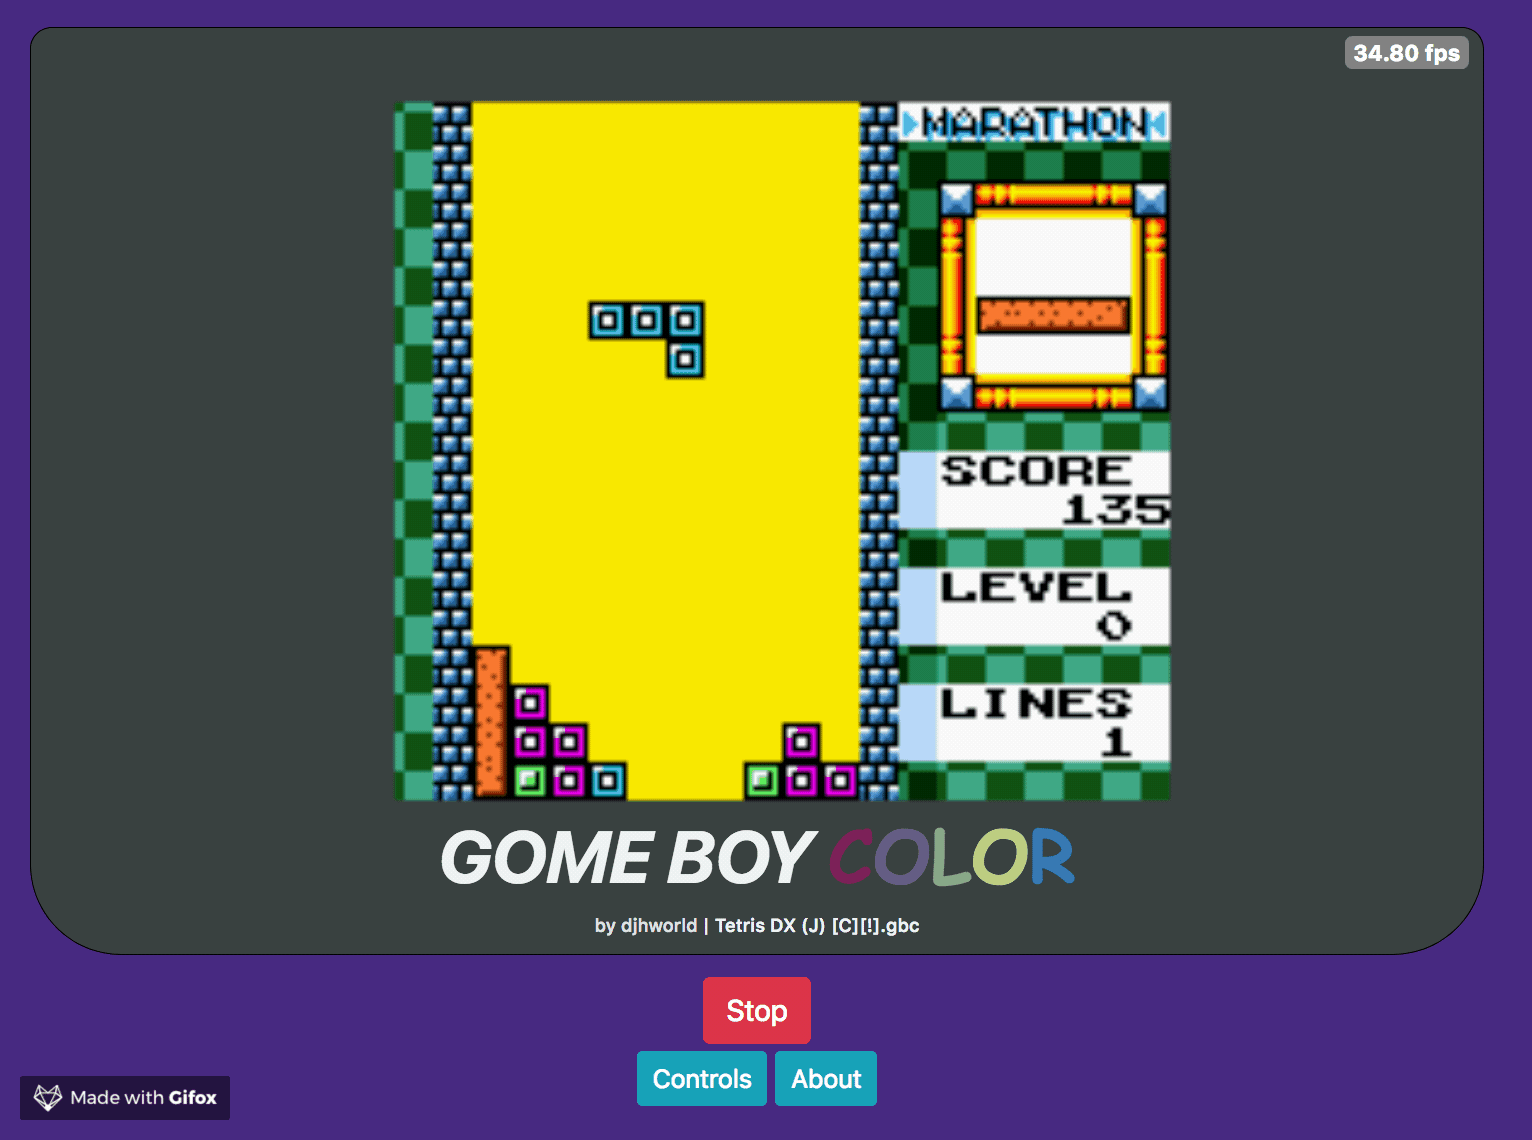 34.80 fps
MARATHON
SCORE
135
LEVEL
0
LINES
1
GOME BOY COLOR
by djhworld | Tetris DX (J) [C][!].gbc
Stop
Controls About
Made with Gifox